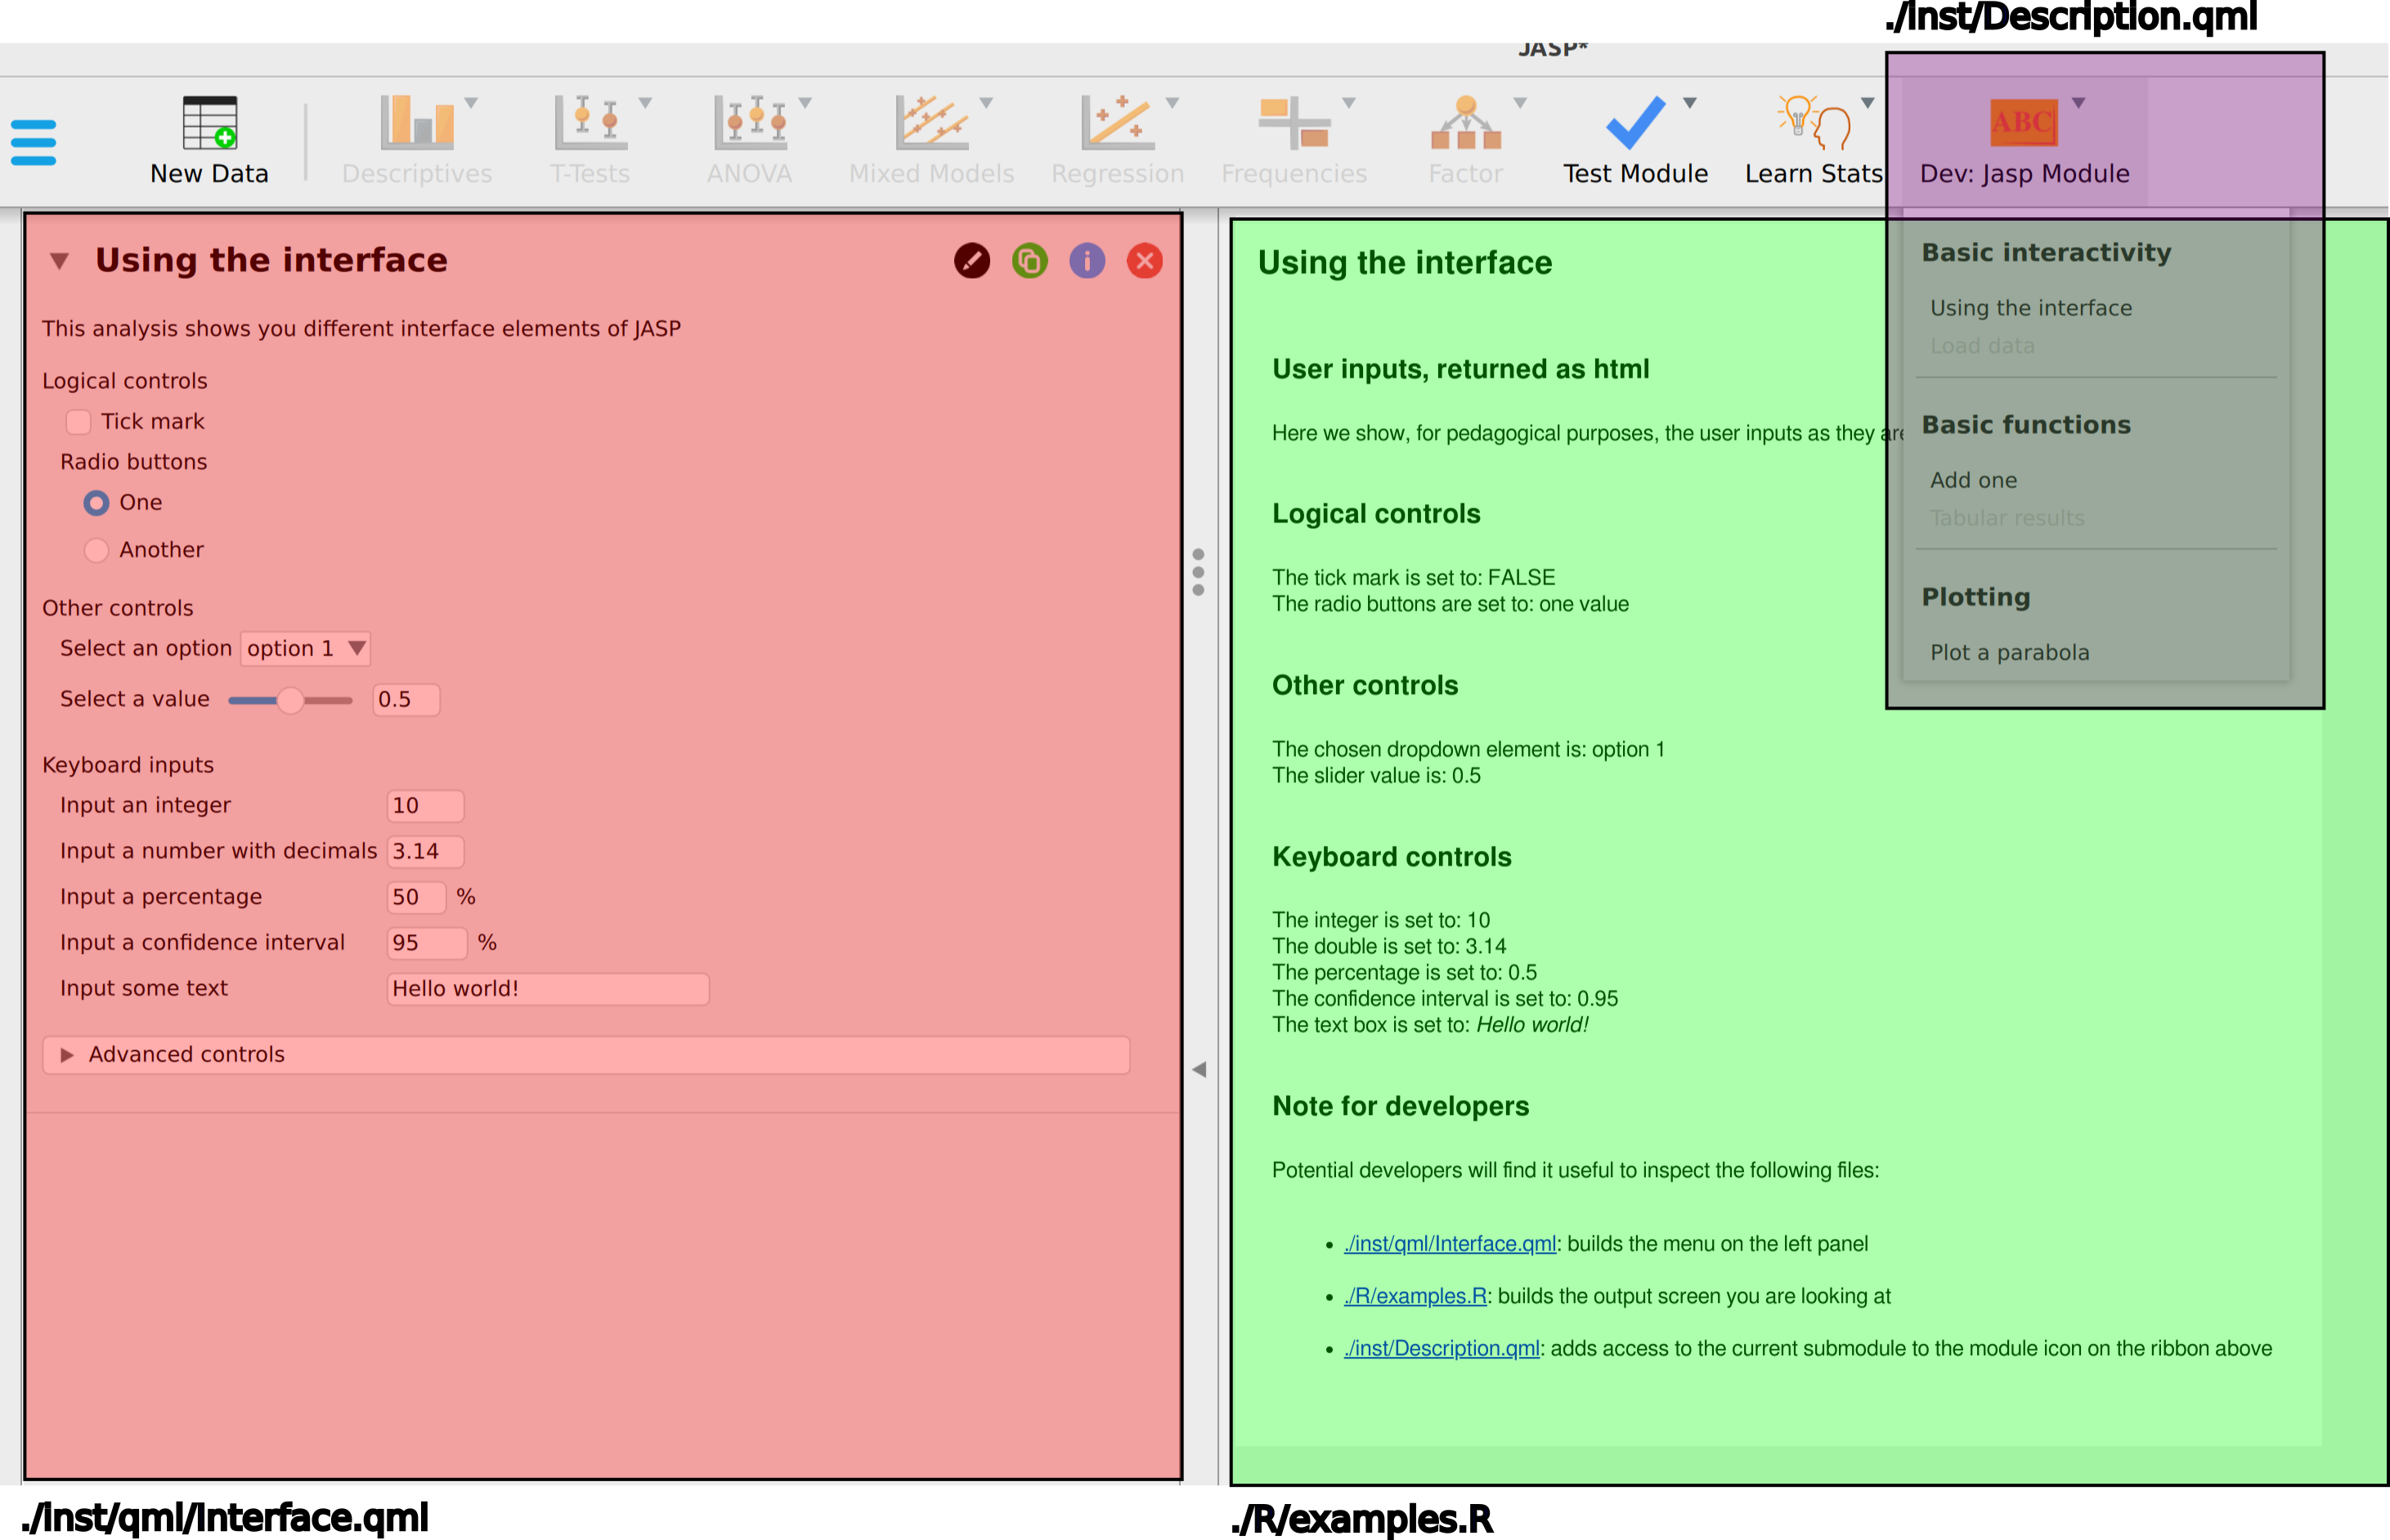 ./inst/Description.qml
JASP*
New Data
Descriptives
T-Tests
ANOVA
Mixed Models
Regression
Frequencies
Factor
Test Module
Learn Stats
ABC
Dev: Jasp Module
Using the interface
This analysis shows you different interface elements of JASP
Logical controls
Tick mark
Radio buttons
One
Another
Other controls
Select an option option 1
Select a value 0.5
Keyboard inputs
Input an integer 10
Input a number with decimals 3.14
Input a percentage 50 %
Input a confidence interval 95 %
Input some text Hello world!
Advanced controls
./inst/qml/Interface.qml
Using the interface
User inputs, returned as html
Here we show, for pedagogical purposes, the user inputs as they are
Logical controls
The tick mark is set to: FALSE
The radio buttons are set to: one value
Other controls
The chosen dropdown element is: option 1
The slider value is: 0.5
Keyboard controls
The integer is set to: 10
The double is set to: 3.14
The percentage is set to: 0.5
The confidence interval is set to: 0.95
The text box is set to: Hello world!
Note for developers
Potential developers will find it useful to inspect the following files:
• ./inst/qml/Interface.qml: builds the menu on the left panel
• ./R/examples.R: builds the output screen you are looking at
• ./inst/Description.qml: adds access to the current submodule to the module icon on the ribbon above
./R/examples.R
Basic interactivity
Using the interface
Load data
Basic functions
Add one
Tabular results
Plotting
Plot a parabola